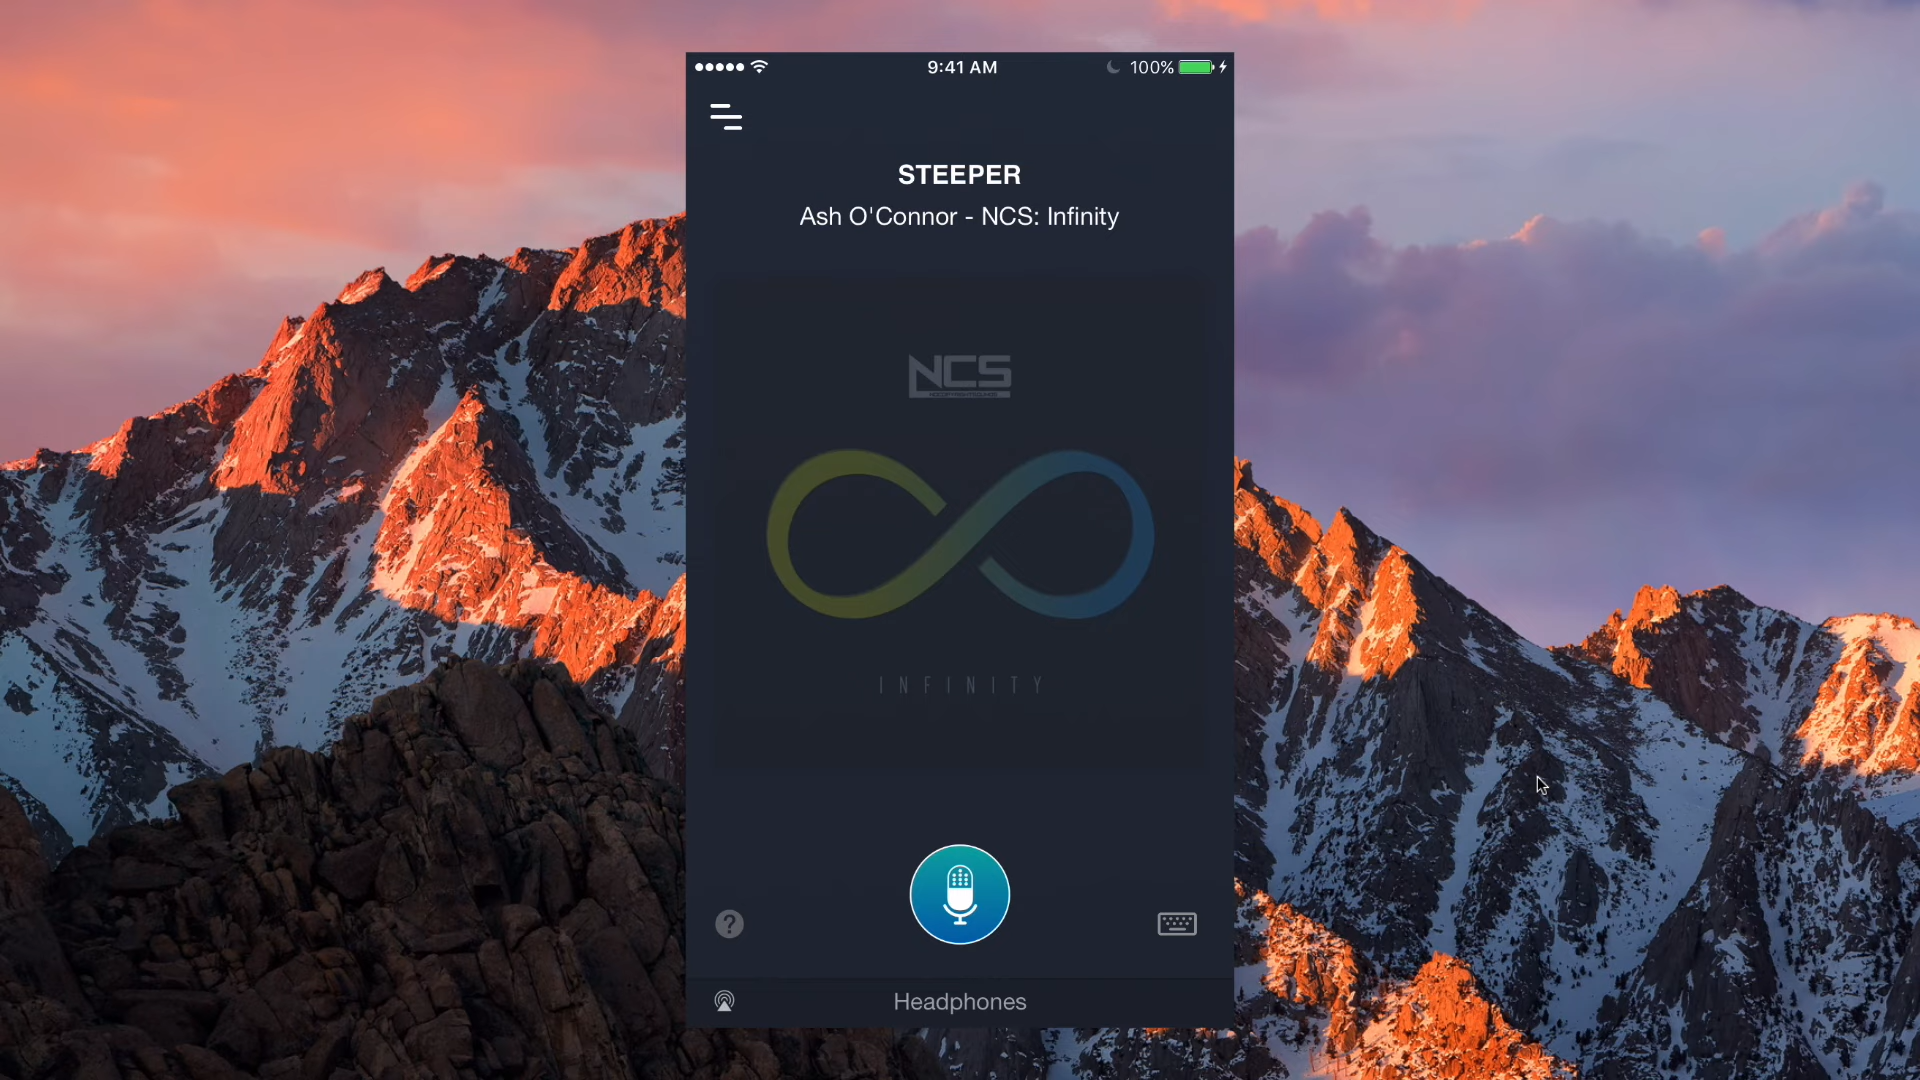 9:41 AM
100%
STEEPER
Ash O'Connor - NCS: Infinity
NCS
INFINITY
?
Headphones